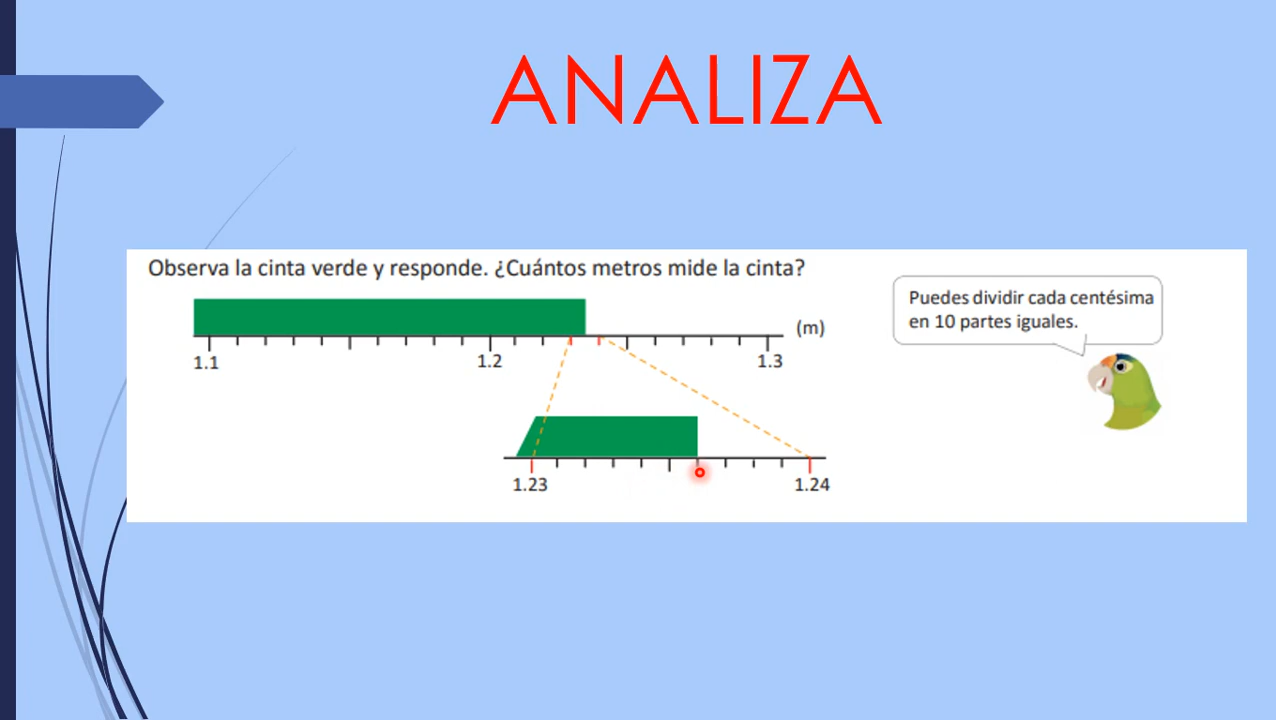 ANALIZA
Observa la cinta verde y responde. ¿Cuántos metros mide la cinta?
Puedes dividir cada centésima
en 10 partes iguales.
(m)
1.1 1.2 1.3
1.23 1.24